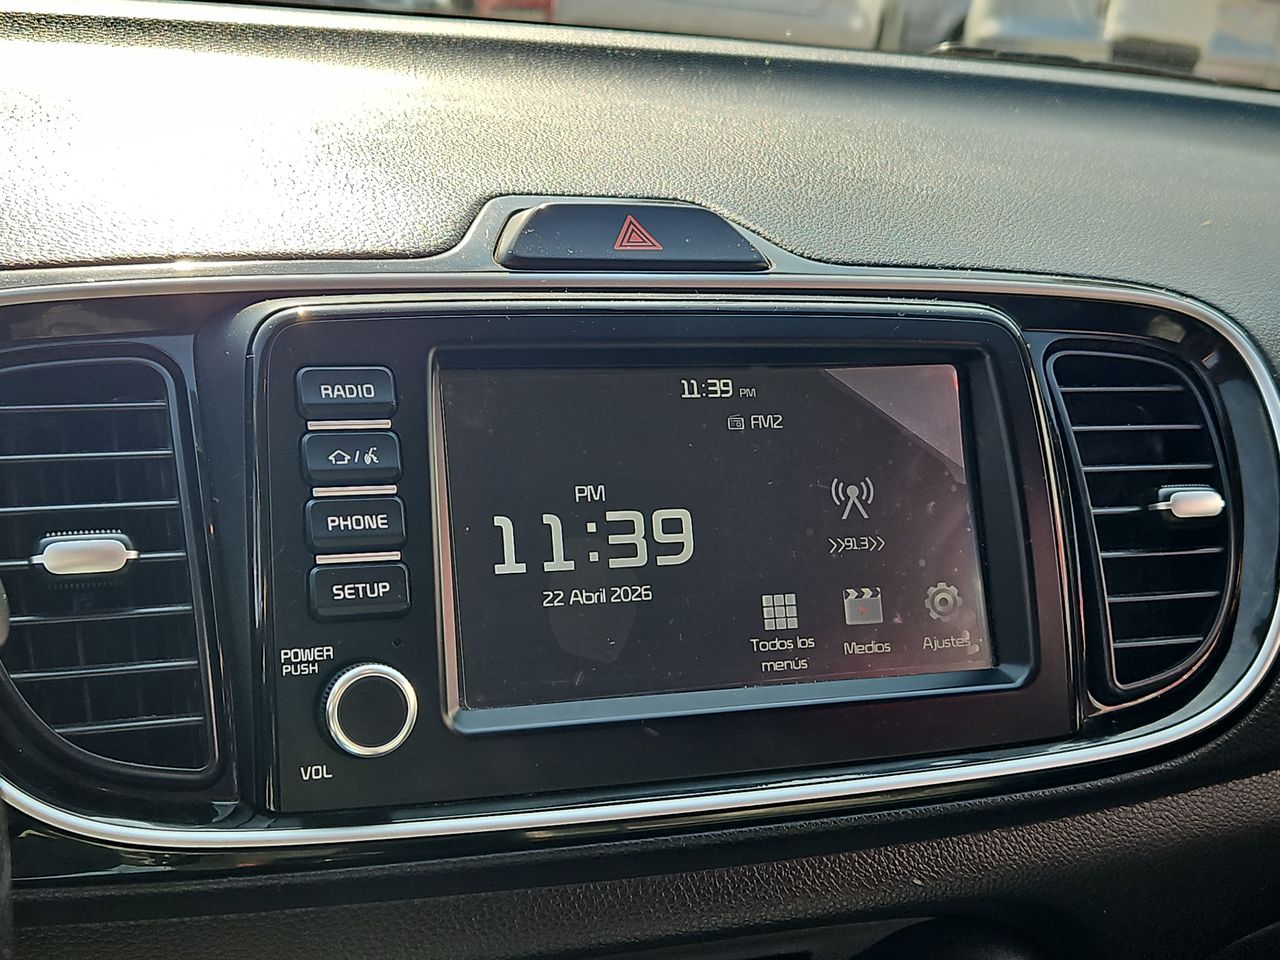 RADIO
PHONE
SETUP
POWER
PUSH
VOL
11:39 PM
FM2
PM
11:39
22 Abril 2026
91.3
Todos los
menús
Medios
Ajustes